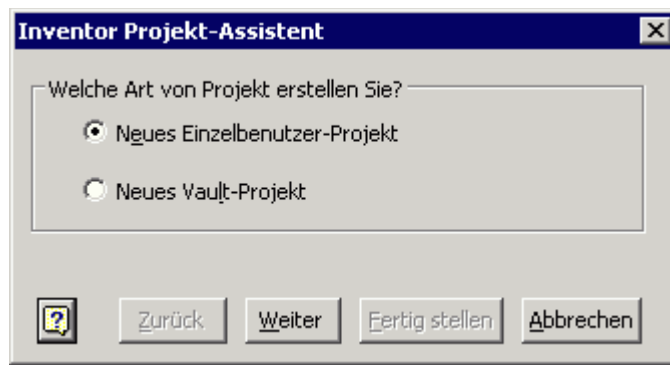 Inventor Projekt-Assistent
Welche Art von Projekt erstellen Sie?
Neues Einzelbenutzer-Projekt
Neues Vault-Projekt
Zurück Weiter Fertig stellen Abbrechen